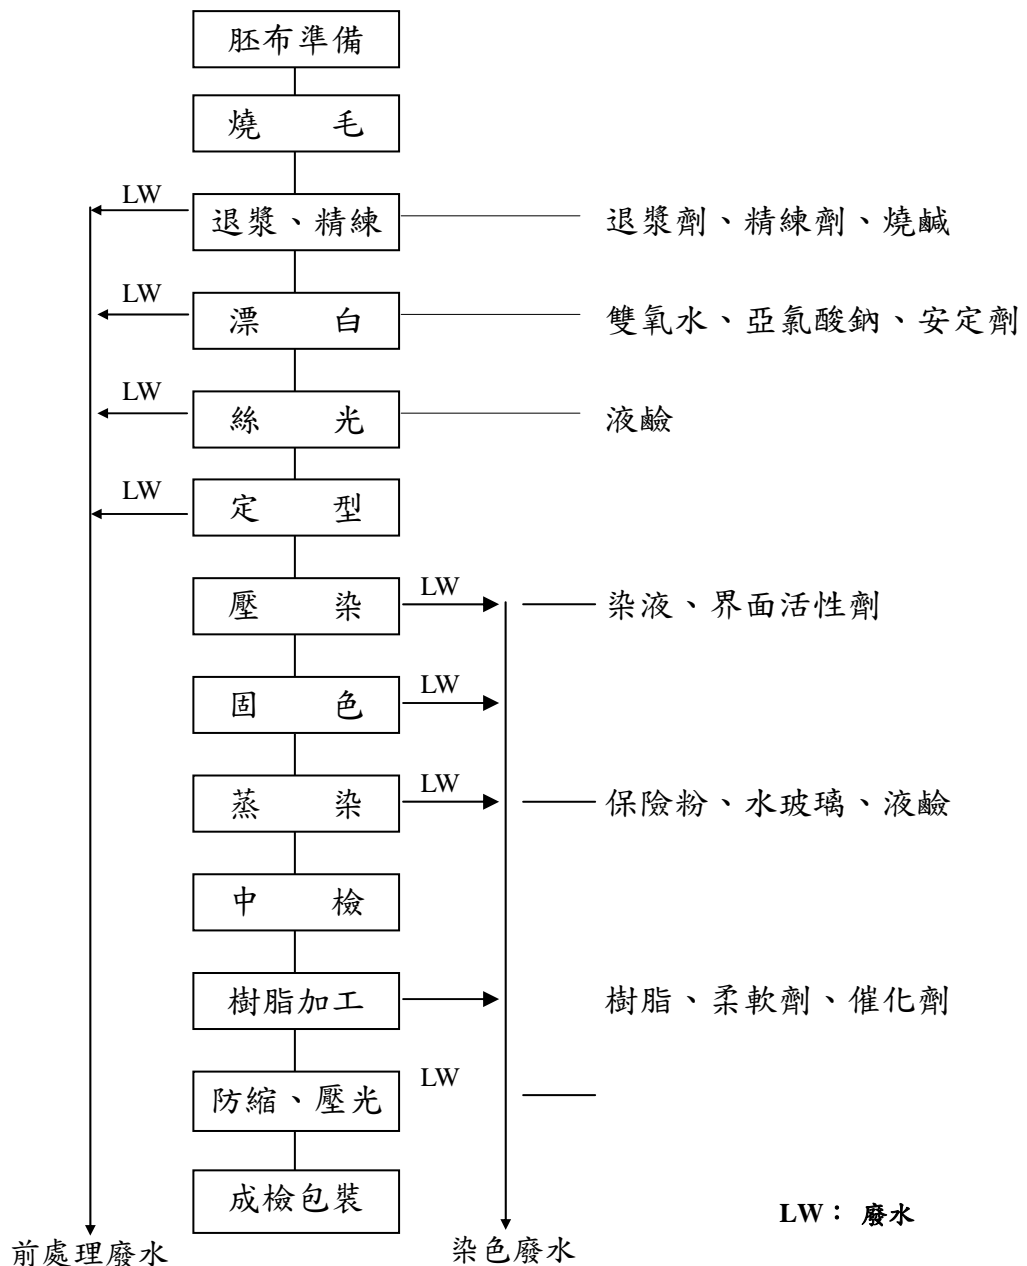 胚布準備
燒 毛
LW
退漿、精練
退漿劑、精練劑、燒鹹
LW
漂 白
雙氧水、亞氯酸鈉、安定劑
LW
絲 光
液鹼
LW
定 型
壓 染
LW
染液、界面活性劑
固 色
LW
蒸 染
LW
保險粉、水玻璃、液鹼
中 檢
樹脂加工
樹脂、柔軟劑、催化劑
防縮、壓光
LW
成檢包裝
LW: 廢水
前處理廢水
染色廢水